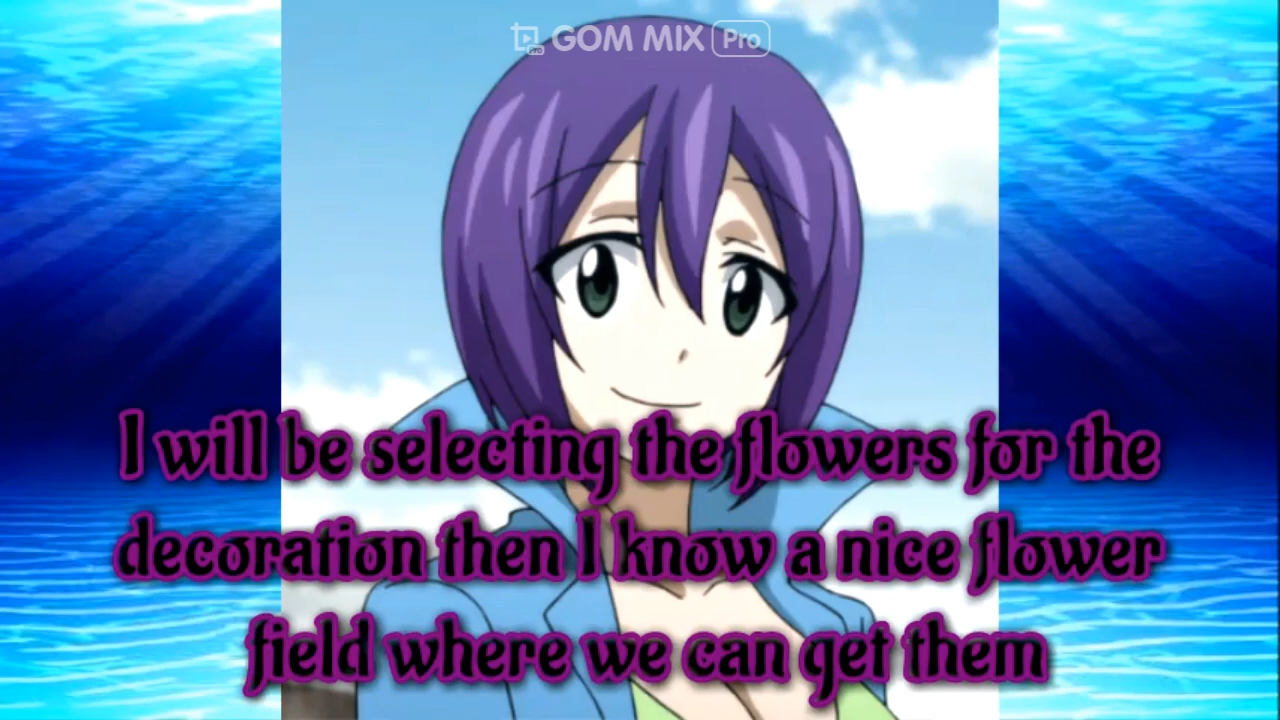 GOM MIX Pro
I will be selecting the flowers for the
decoration then I know a nice flower
field where we can get them